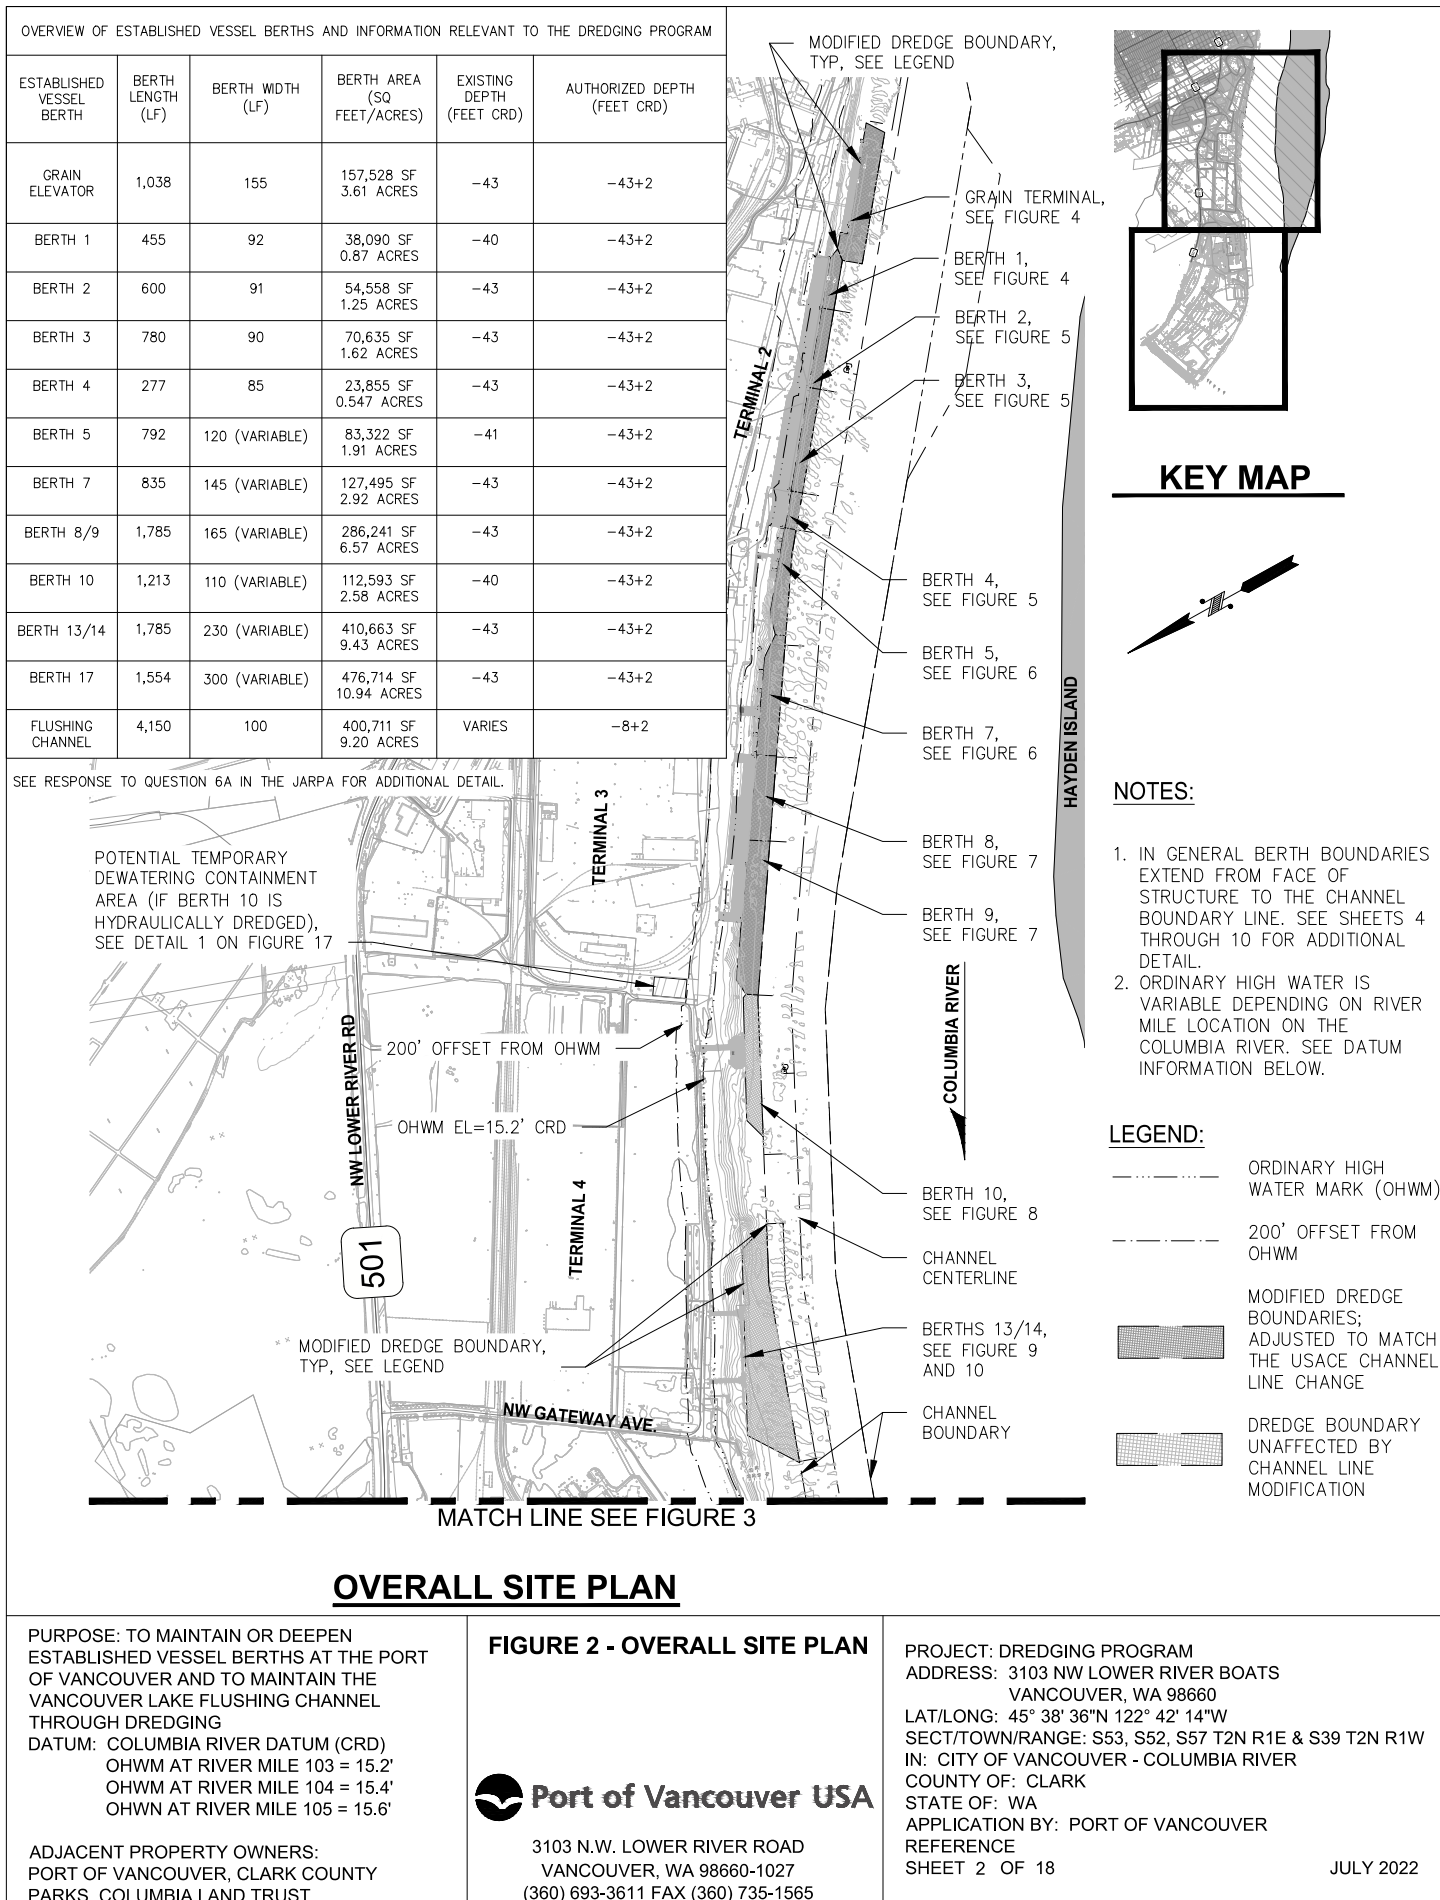 OVERVIEW OF ESTABLISHED VESSEL BERTHS AND INFORMATION RELEVANT TO THE DREDGING PROGRAM
ESTABLISHED VESSEL BERTH | BERTH LENGTH (LF) | BERTH WIDTH (LF) | BERTH AREA (SQ FEET/ACRES) | EXISTING DEPTH (FEET CRD) | AUTHORIZED DEPTH (FEET CRD)
GRAIN ELEVATOR | 1,038 | 155 | 157,528 SF 3.61 ACRES | -43 | -43+2
BERTH 1 | 455 | 92 | 38,090 SF 0.87 ACRES | -40 | -43+2
BERTH 2 | 600 | 91 | 54,558 SF 1.25 ACRES | -43 | -43+2
BERTH 3 | 780 | 90 | 70,635 SF 1.62 ACRES | -43 | -43+2
BERTH 4 | 277 | 85 | 23,855 SF 0.547 ACRES | -43 | -43+2
BERTH 5 | 792 | 120 (VARIABLE) | 83,322 SF 1.91 ACRES | -41 | -43+2
BERTH 7 | 835 | 145 (VARIABLE) | 127,495 SF 2.92 ACRES | -43 | -43+2
BERTH 8/9 | 1,785 | 165 (VARIABLE) | 286,241 SF 6.57 ACRES | -43 | -43+2
BERTH 10 | 1,213 | 110 (VARIABLE) | 112,593 SF 2.58 ACRES | -40 | -43+2
BERTH 13/14 | 1,785 | 230 (VARIABLE) | 410,663 SF 9.43 ACRES | -43 | -43+2
BERTH 17 | 1,554 | 300 (VARIABLE) | 476,714 SF 10.94 ACRES | -43 | -43+2
FLUSHING CHANNEL | 4,150 | 100 | 400,711 SF 9.20 ACRES | VARIES | -8+2
SEE RESPONSE TO QUESTION 6A IN THE JARPA FOR ADDITIONAL DETAIL.
MODIFIED DREDGE BOUNDARY,
TYP, SEE LEGEND
GRAIN TERMINAL,
SEE FIGURE 4
BERTH 1,
SEE FIGURE 4
BERTH 2,
SEE FIGURE 5
BERTH 3,
SEE FIGURE 5
BERTH 4,
SEE FIGURE 5
BERTH 5,
SEE FIGURE 6
BERTH 7,
SEE FIGURE 6
BERTH 8,
SEE FIGURE 7
BERTH 9,
SEE FIGURE 7
BERTH 10,
SEE FIGURE 8
CHANNEL
CENTERLINE
BERTHS 13/14,
SEE FIGURE 9
AND 10
CHANNEL
BOUNDARY
TERMINAL 2
TERMINAL 3
TERMINAL 4
HAYDEN ISLAND
COLUMBIA RIVER
POTENTIAL TEMPORARY
DEWATERING CONTAINMENT
AREA (IF BERTH 10 IS
HYDRAULICALLY DREDGED),
SEE DETAIL 1 ON FIGURE 17
200' OFFSET FROM OHWM
OHWM EL=15.2' CRD
NW LOWER RIVER RD
501
MODIFIED DREDGE BOUNDARY,
TYP, SEE LEGEND
NW GATEWAY AVE.
MATCH LINE SEE FIGURE 3
OVERALL SITE PLAN
KEY MAP
NOTES:
1. IN GENERAL BERTH BOUNDARIES
EXTEND FROM FACE OF
STRUCTURE TO THE CHANNEL
BOUNDARY LINE. SEE SHEETS 4
THROUGH 10 FOR ADDITIONAL
DETAIL.
2. ORDINARY HIGH WATER IS
VARIABLE DEPENDING ON RIVER
MILE LOCATION ON THE
COLUMBIA RIVER. SEE DATUM
INFORMATION BELOW.
LEGEND:
ORDINARY HIGH
WATER MARK (OHWM)
200' OFFSET FROM
OHWM
MODIFIED DREDGE
BOUNDARIES;
ADJUSTED TO MATCH
THE USACE CHANNEL
LINE CHANGE
DREDGE BOUNDARY
UNAFFECTED BY
CHANNEL LINE
MODIFICATION
PURPOSE: TO MAINTAIN OR DEEPEN
ESTABLISHED VESSEL BERTHS AT THE PORT
OF VANCOUVER AND TO MAINTAIN THE
VANCOUVER LAKE FLUSHING CHANNEL
THROUGH DREDGING
DATUM: COLUMBIA RIVER DATUM (CRD)
OHWM AT RIVER MILE 103 = 15.2'
OHWM AT RIVER MILE 104 = 15.4'
OHWN AT RIVER MILE 105 = 15.6'
ADJACENT PROPERTY OWNERS:
PORT OF VANCOUVER, CLARK COUNTY
PARKS, COLUMBIA LAND TRUST
FIGURE 2 - OVERALL SITE PLAN
Port of Vancouver USA
3103 N.W. LOWER RIVER ROAD
VANCOUVER, WA 98660-1027
(360) 693-3611 FAX (360) 735-1565
PROJECT: DREDGING PROGRAM
ADDRESS: 3103 NW LOWER RIVER BOATS
VANCOUVER, WA 98660
LAT/LONG: 45° 38' 36"N 122° 42' 14"W
SECT/TOWN/RANGE: S53, S52, S57 T2N R1E & S39 T2N R1W
IN: CITY OF VANCOUVER - COLUMBIA RIVER
COUNTY OF: CLARK
STATE OF: WA
APPLICATION BY: PORT OF VANCOUVER
REFERENCE
SHEET 2 OF 18
JULY 2022